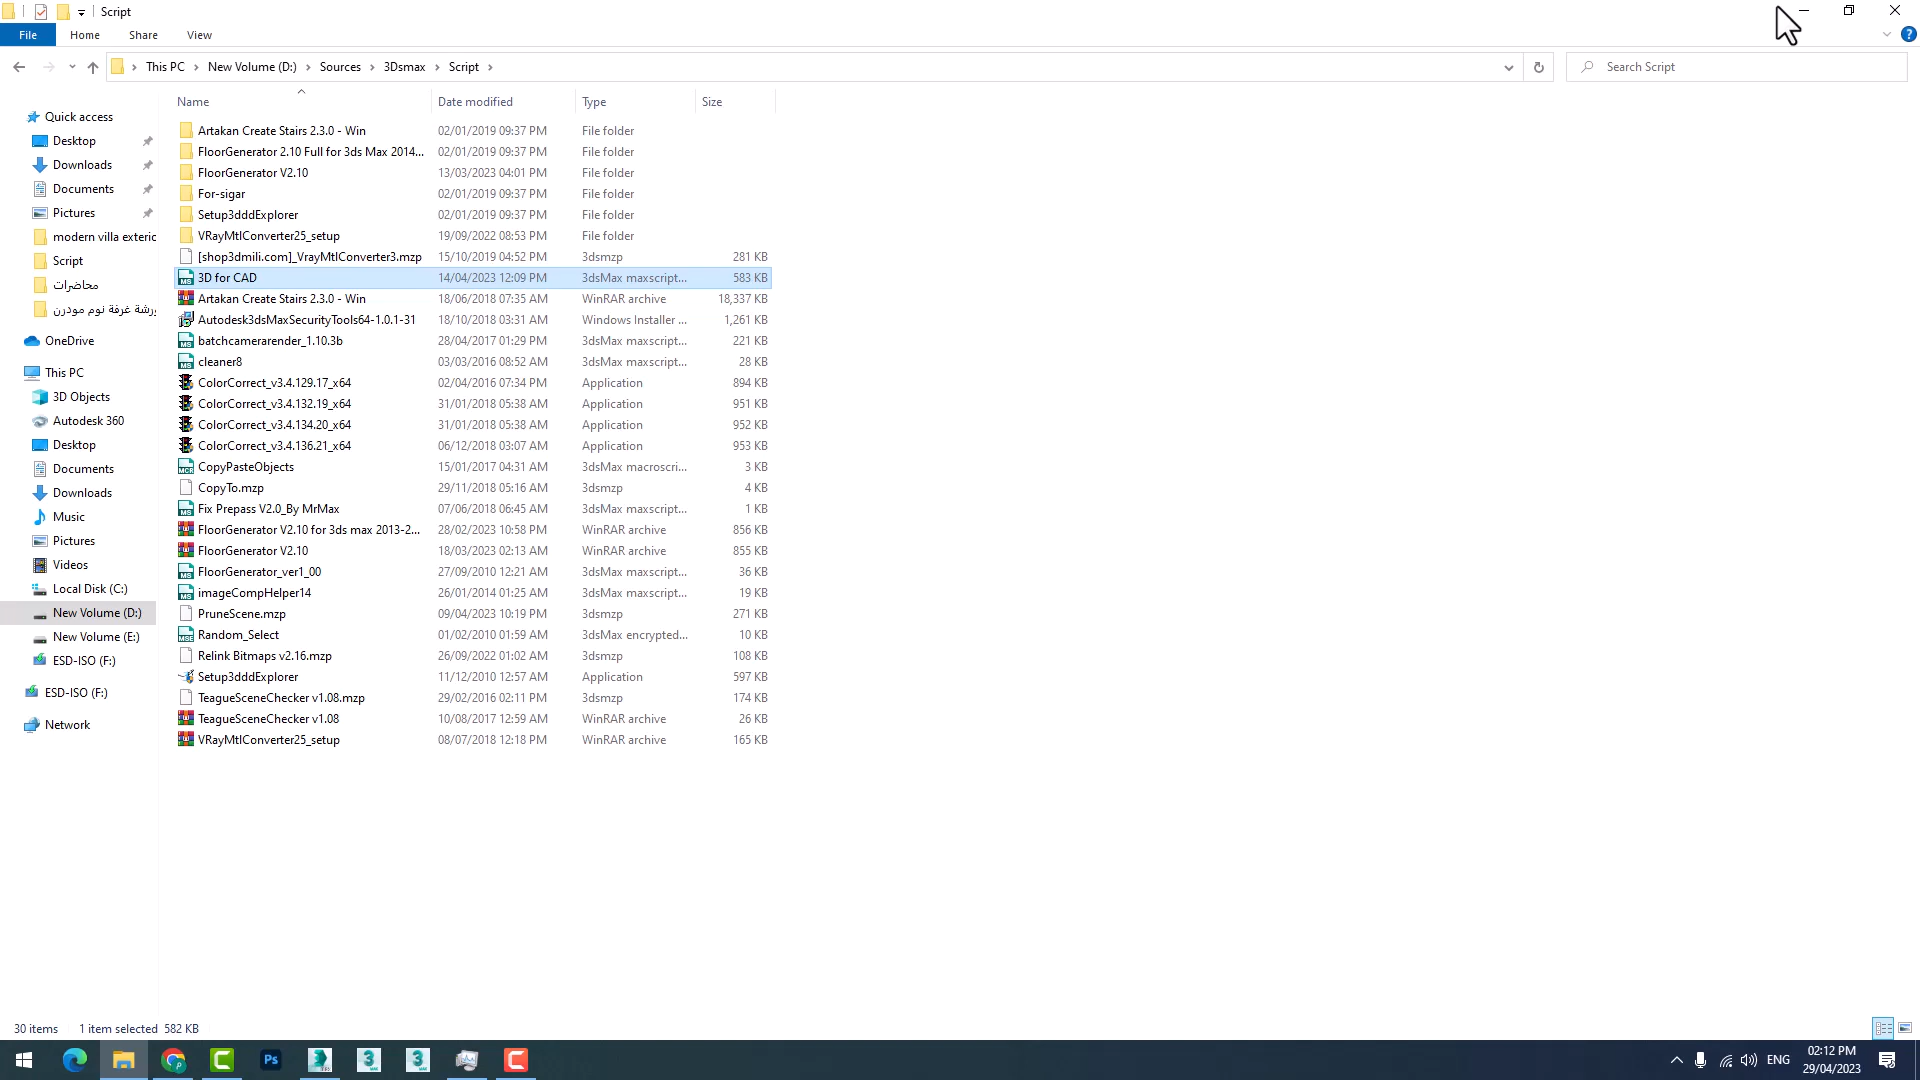 Script
File Home Share View
This PC New Volume (D:) Sources 3Dsmax Script Search Script
Name Date modified Type Size
Quick access
Desktop
Downloads
Documents
Pictures
modern villa exteric
Script
محاضرات
ورشة غرفة نوم مودرن
OneDrive
This PC
3D Objects
Autodesk 360
Desktop
Documents
Downloads
Music
Pictures
Videos
Local Disk (C:)
New Volume (D:)
New Volume (E:)
ESD-ISO (F:)
ESD-ISO (F:)
Network
Artakan Create Stairs 2.3.0 - Win 02/01/2019 09:37 PM File folder
FloorGenerator 2.10 Full for 3ds Max 2014... 02/01/2019 09:37 PM File folder
FloorGenerator V2.10 13/03/2023 04:01 PM File folder
For-sigar 02/01/2019 09:37 PM File folder
Setup3dddExplorer 02/01/2019 09:37 PM File folder
VRayMtlConverter25_setup 19/09/2022 08:53 PM File folder
[shop3dmili.com]_VrayMtlConverter3.mzp 15/10/2019 04:52 PM 3dsmzp 281 KB
3D for CAD 14/04/2023 12:09 PM 3dsMax maxscript... 583 KB
Artakan Create Stairs 2.3.0 - Win 18/06/2018 07:35 AM WinRAR archive 18,337 KB
Autodesk3dsMaxSecurityTools64-1.0.1-31 18/10/2018 03:31 AM Windows Installer ... 1,261 KB
batchcamerarender_1.10.3b 28/04/2017 01:29 PM 3dsMax maxscript... 221 KB
cleaner8 03/03/2016 08:52 AM 3dsMax maxscript... 28 KB
ColorCorrect_v3.4.129.17_x64 02/04/2016 07:34 PM Application 894 KB
ColorCorrect_v3.4.132.19_x64 31/01/2018 05:38 AM Application 951 KB
ColorCorrect_v3.4.134.20_x64 31/01/2018 05:38 AM Application 952 KB
ColorCorrect_v3.4.136.21_x64 06/12/2018 03:07 AM Application 953 KB
CopyPasteObjects 15/01/2017 04:31 AM 3dsMax macroscri... 3 KB
CopyTo.mzp 29/11/2018 05:16 AM 3dsmzp 4 KB
Fix Prepass V2.0_By MrMax 07/06/2018 06:45 AM 3dsMax maxscript... 1 KB
FloorGenerator V2.10 for 3ds max 2013-2... 28/02/2023 10:58 PM WinRAR archive 856 KB
FloorGenerator V2.10 18/03/2023 02:13 AM WinRAR archive 855 KB
FloorGenerator_ver1_00 27/09/2010 12:21 AM 3dsMax maxscript... 36 KB
imageCompHelper14 26/01/2014 01:25 AM 3dsMax maxscript... 19 KB
PruneScene.mzp 09/04/2023 10:19 PM 3dsmzp 271 KB
Random_Select 01/02/2010 01:59 AM 3dsMax encrypted... 10 KB
Relink Bitmaps v2.16.mzp 26/09/2022 01:02 AM 3dsmzp 108 KB
Setup3dddExplorer 11/12/2010 12:57 AM Application 597 KB
TeagueSceneChecker v1.08.mzp 29/02/2016 02:11 PM 3dsmzp 174 KB
TeagueSceneChecker v1.08 10/08/2017 12:59 AM WinRAR archive 26 KB
VRayMtlConverter25_setup 08/07/2018 12:18 PM WinRAR archive 165 KB
30 items 1 item selected 582 KB
Ps ENG 02:12 PM
29/04/2023